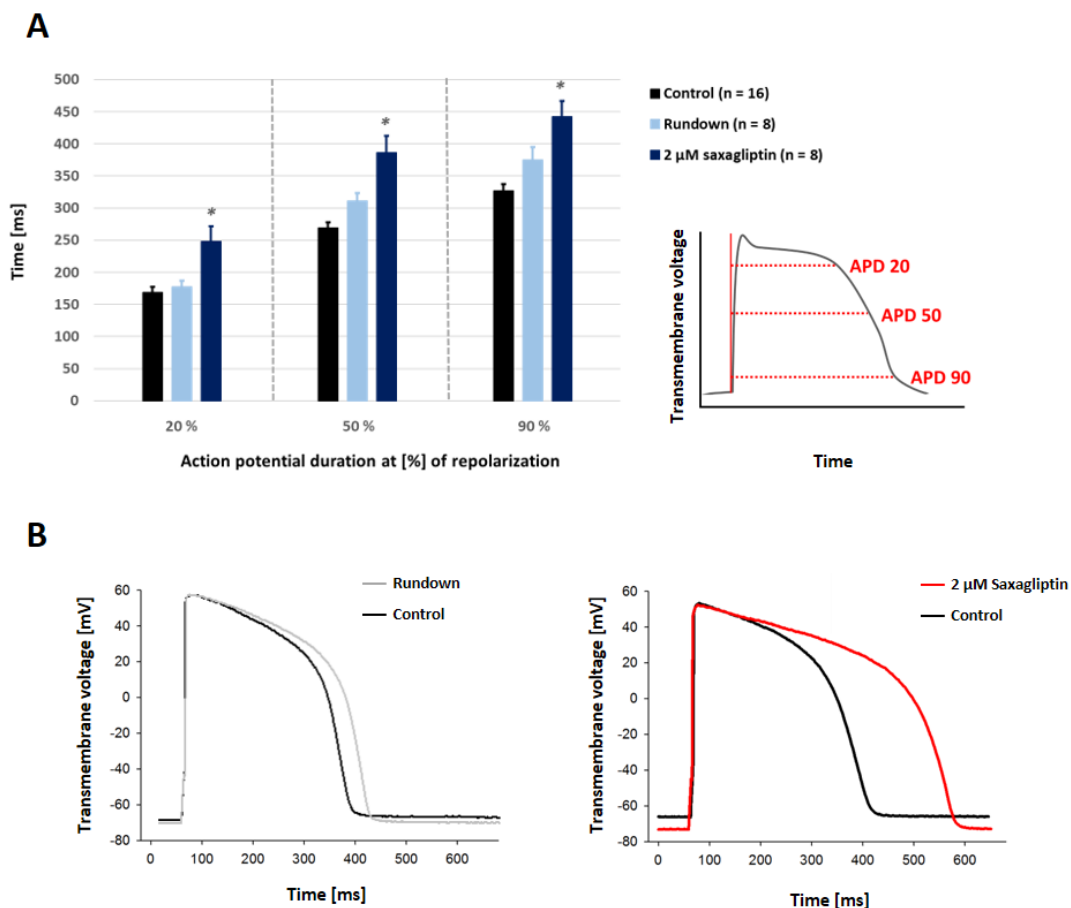 A
500
450
400
350
300
250
200
150
100
50
0
Time [ms]
*
*
*
20 %
50 %
90 %
Action potential duration at [%] of repolarization
Control (n = 16)
Rundown (n = 8)
2 µM saxagliptin (n = 8)
Transmembrane voltage
APD 20
APD 50
APD 90
Time
B
Rundown
Control
Transmembrane voltage [mV]
60
40
20
0
-20
-40
-60
-80
0 100 200 300 400 500 600
Time [ms]
2 µM Saxagliptin
Control
Transmembrane voltage [mV]
60
40
20
0
-20
-40
-60
-80
0 100 200 300 400 500 600
Time [ms]